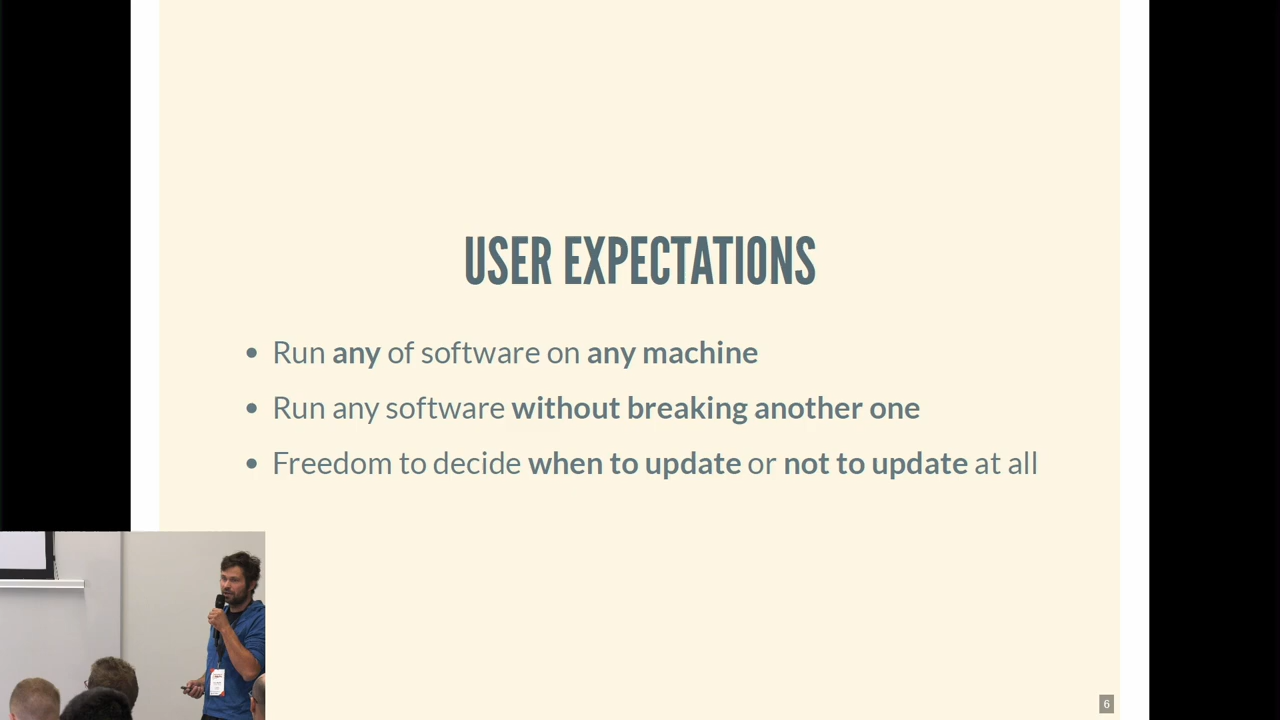 USER EXPECTATIONS
Run any of software on any machine
Run any software without breaking another one
Freedom to decide when to update or not to update at all
6